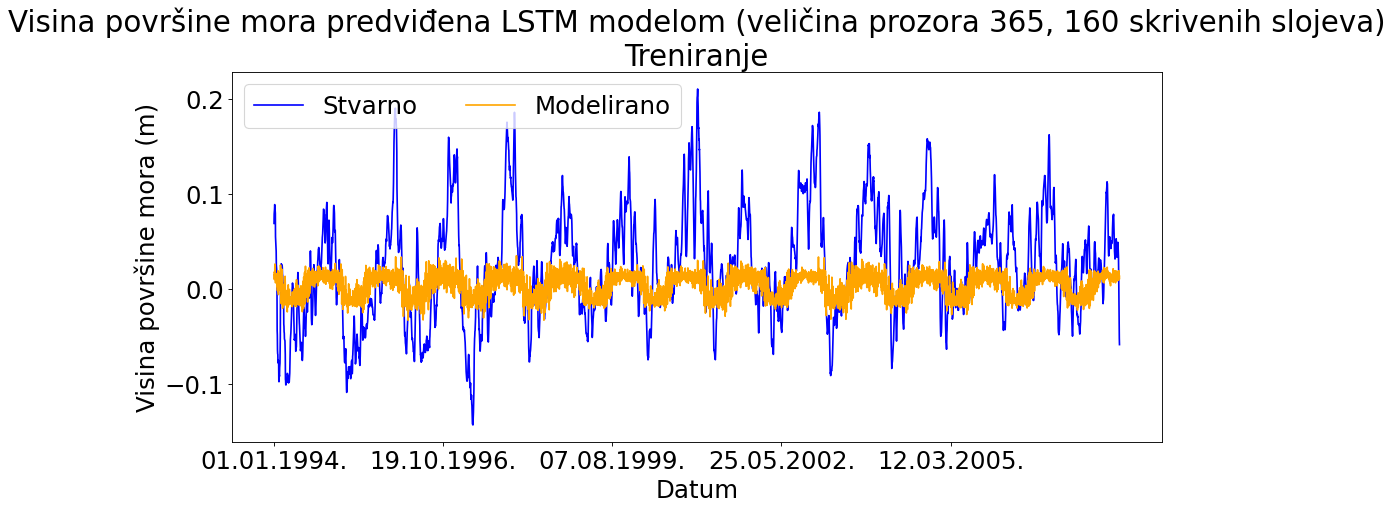 Visina površine mora predviđena LSTM modelom (veličina prozora 365, 160 skrivenih slojeva)
Treniranje
Stvarno Modelirano
Visina površine mora (m)
0.2
0.1
0.0
−0.1
01.01.1994. 19.10.1996. 07.08.1999. 25.05.2002. 12.03.2005.
Datum